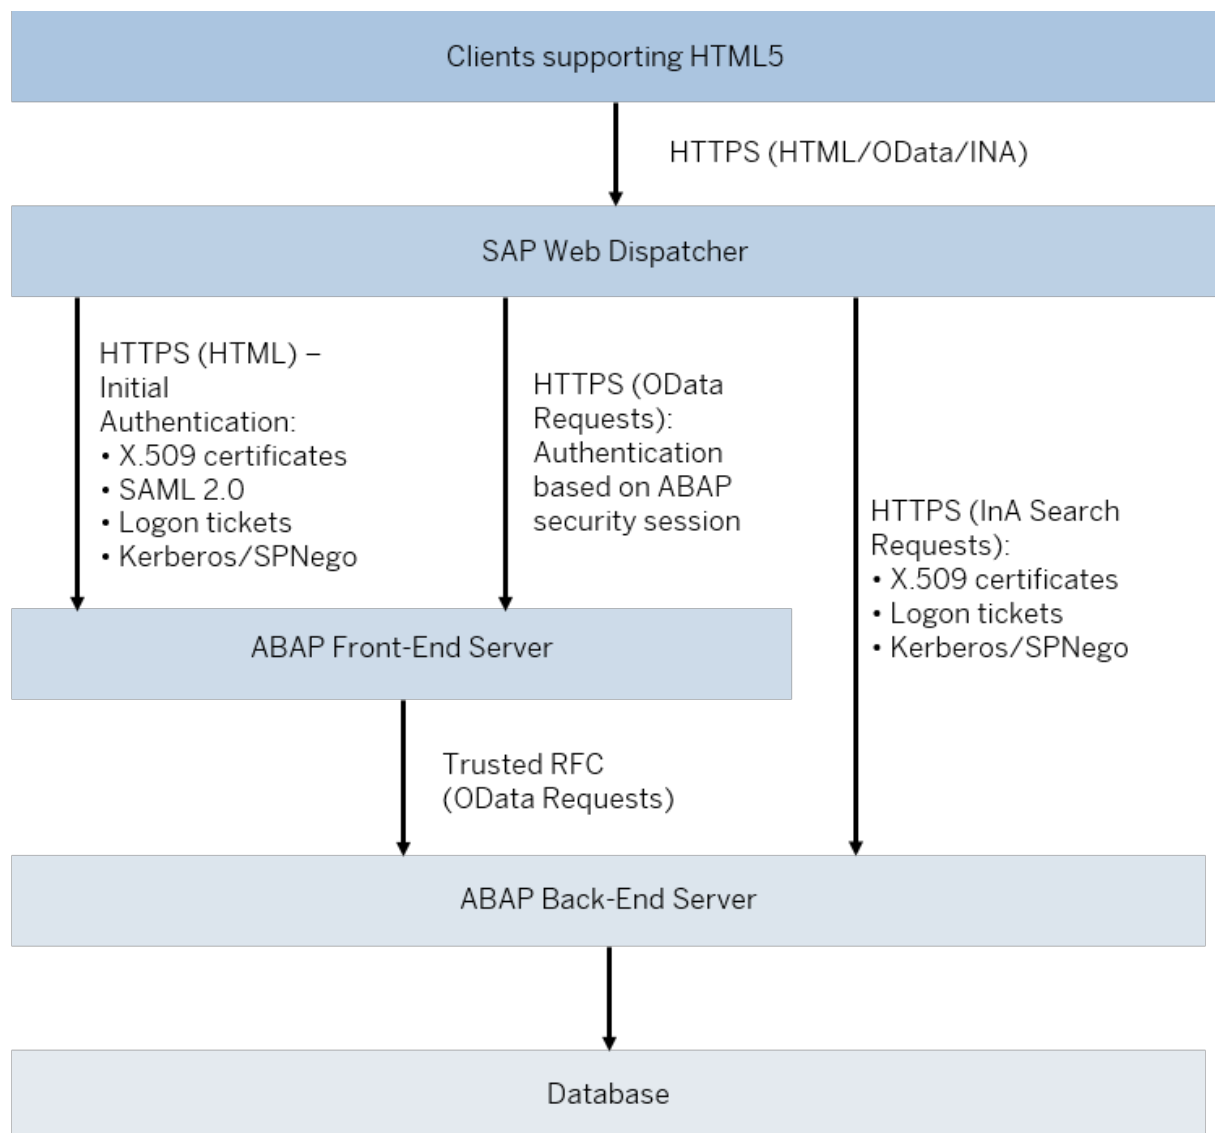 Clients supporting HTML5
HTTPS (HTML/OData/INA)
SAP Web Dispatcher
HTTPS (HTML) –
Initial
Authentication:
• X.509 certificates
• SAML 2.0
• Logon tickets
• Kerberos/SPNego
HTTPS (OData
Requests):
Authentication
based on ABAP
security session
HTTPS (InA Search
Requests):
• X.509 certificates
• Logon tickets
• Kerberos/SPNego
ABAP Front-End Server
Trusted RFC
(OData Requests)
ABAP Back-End Server
Database